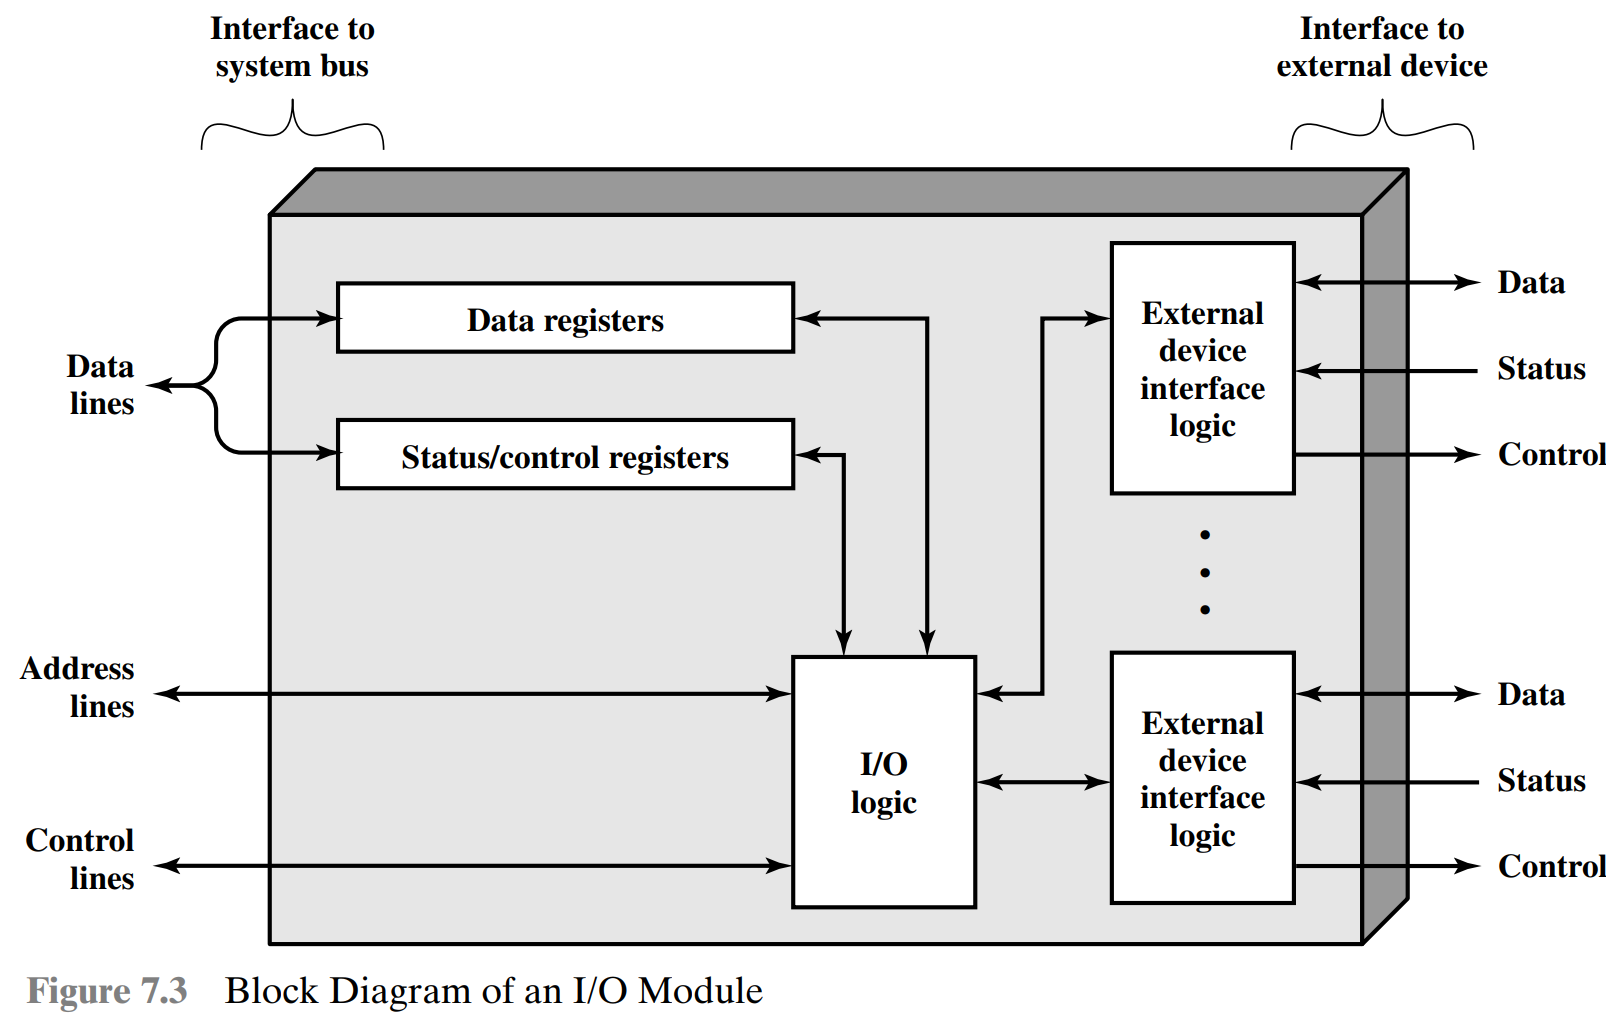 Interface to
system bus
Interface to
external device
Data registers
Data
lines
Status/control registers
External
device
interface
logic
Data
Status
Control
Address
lines
Control
lines
I/O
logic
External
device
interface
logic
Data
Status
Control
Figure 7.3 Block Diagram of an I/O Module